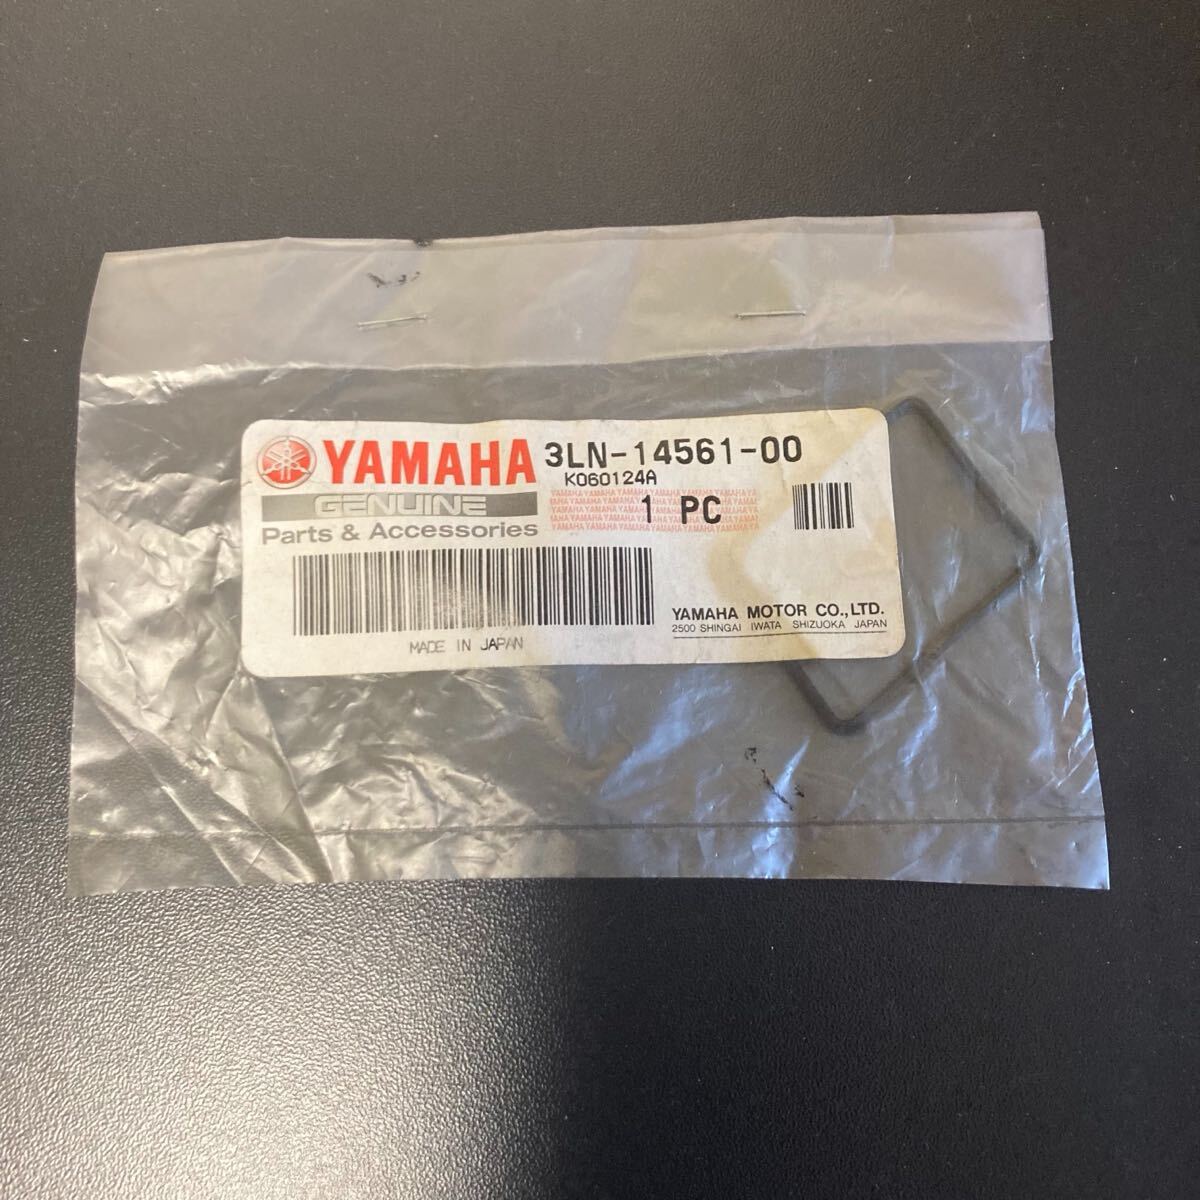 YAMAHA
GENUINE
Parts & Accessories
3LN-14561-00
K060124A
1 PC
YAMAHA MOTOR CO.,LTD.
2500 SHINGAI IWATA SHIZUOKA JAPAN
MADE IN JAPAN